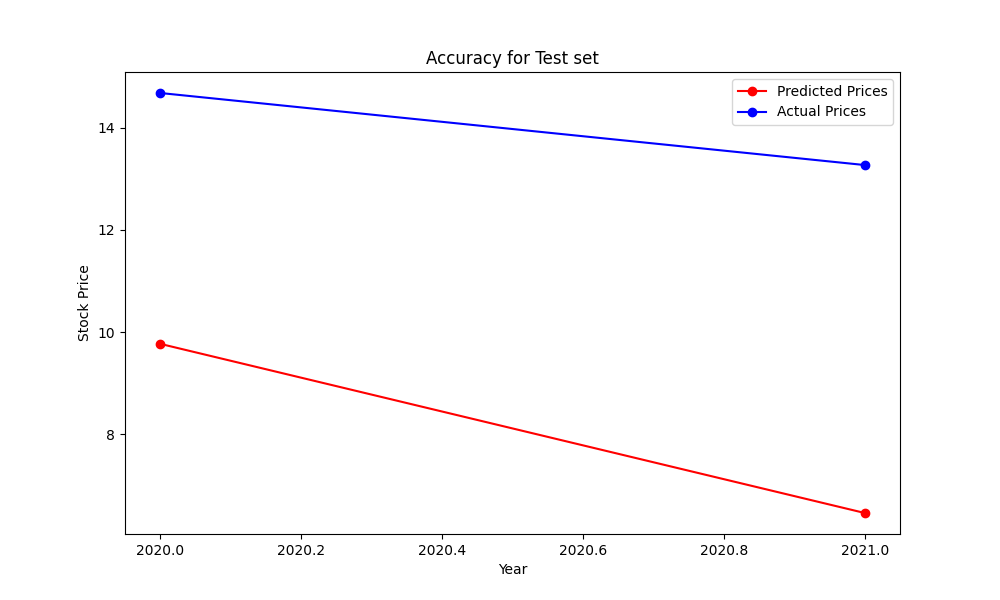 Accuracy for Test set
Predicted Prices
Actual Prices
14
12
10
8
Stock Price
2020.0 2020.2 2020.4 2020.6 2020.8 2021.0
Year